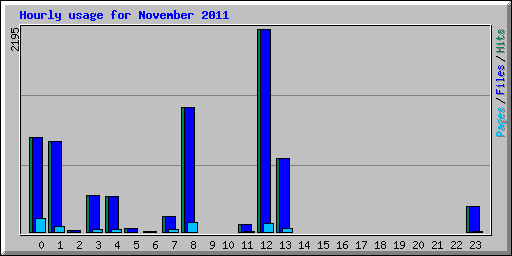 Hourly usage for November 2011
2195
Pages/Files/Hits
0 1 2 3 4 5 6 7 8 9 10 11 12 13 14 15 16 17 18 19 20 21 22 23